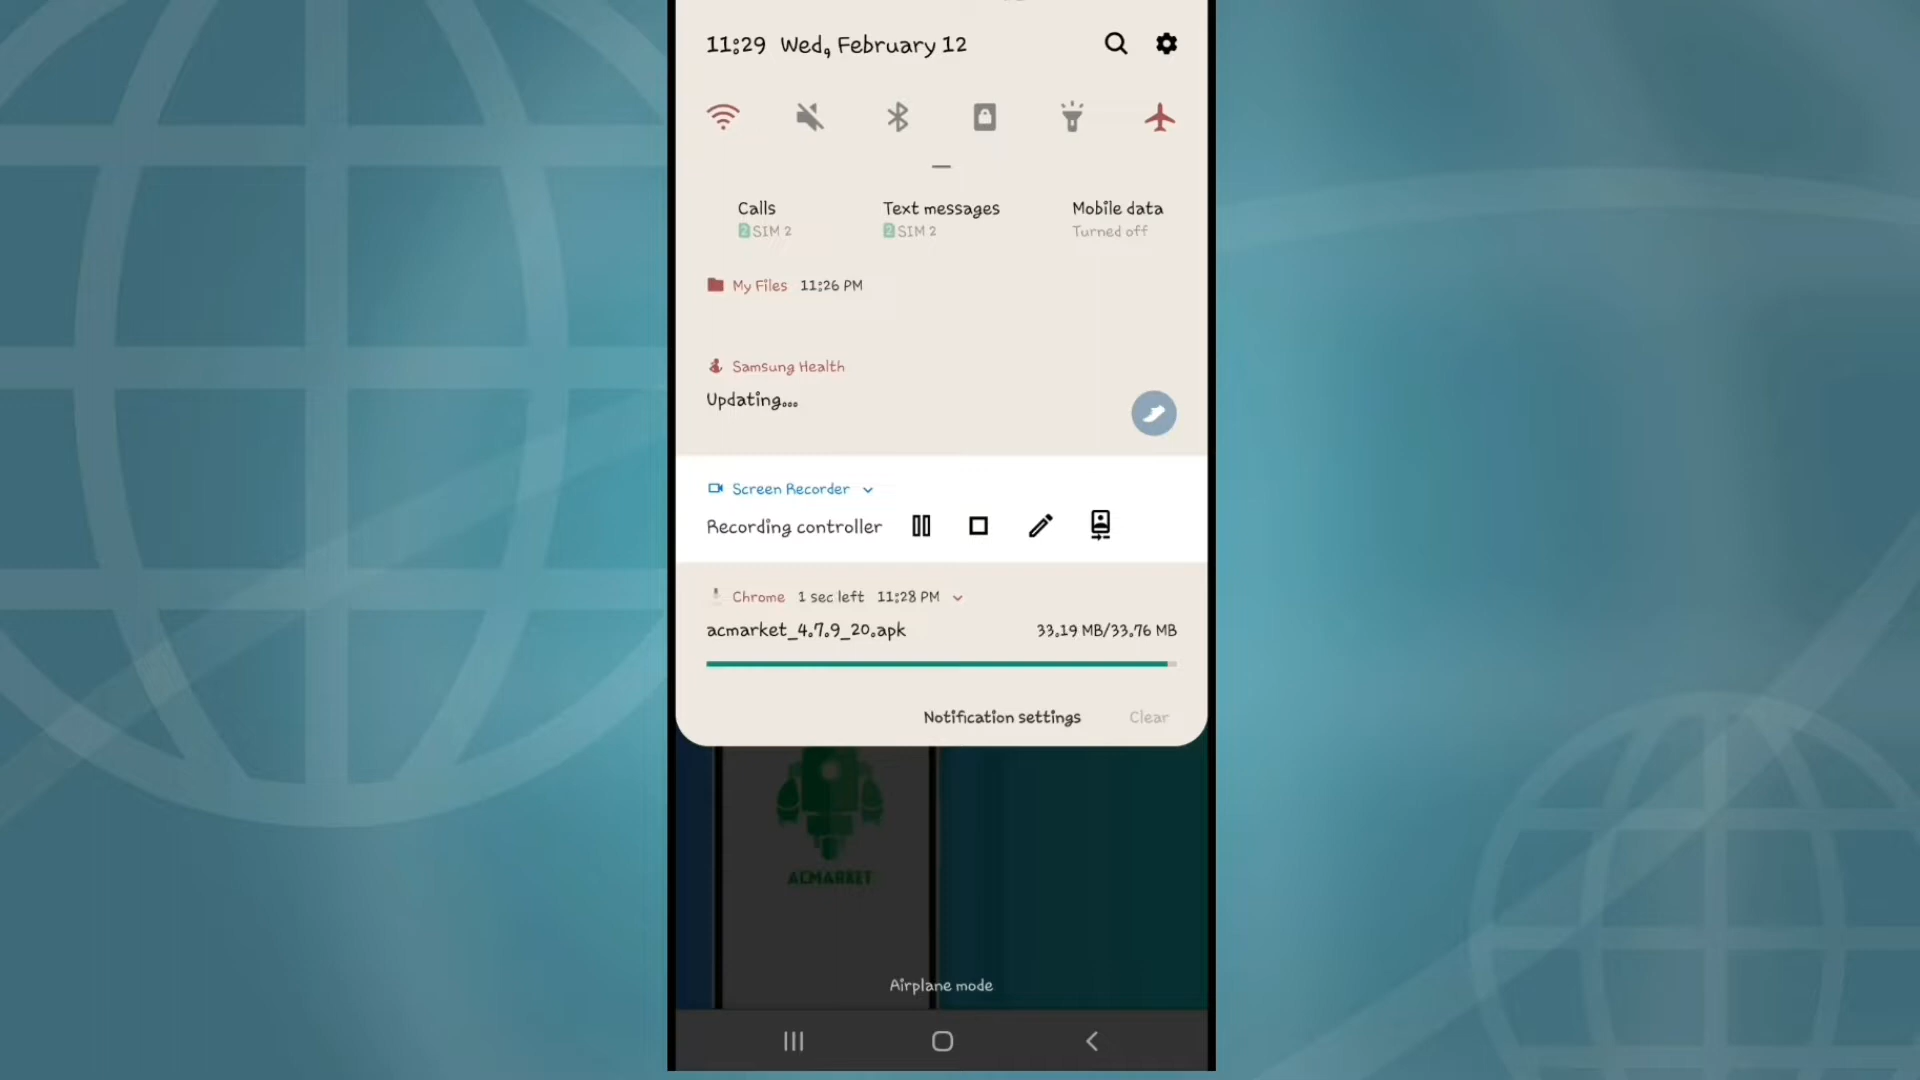 11:29 Wed, February 12
Calls Text messages Mobile data
2 SIM 2 2 SIM 2 Turned off
My Files 11:26 PM
Samsung Health
Updating...
Screen Recorder
Recording controller
Chrome 1 sec left 11:28 PM
acmarket_4.7.9_20.apk 33.19 MB/33.76 MB
Notification settings Clear
ACMARKET
Airplane mode